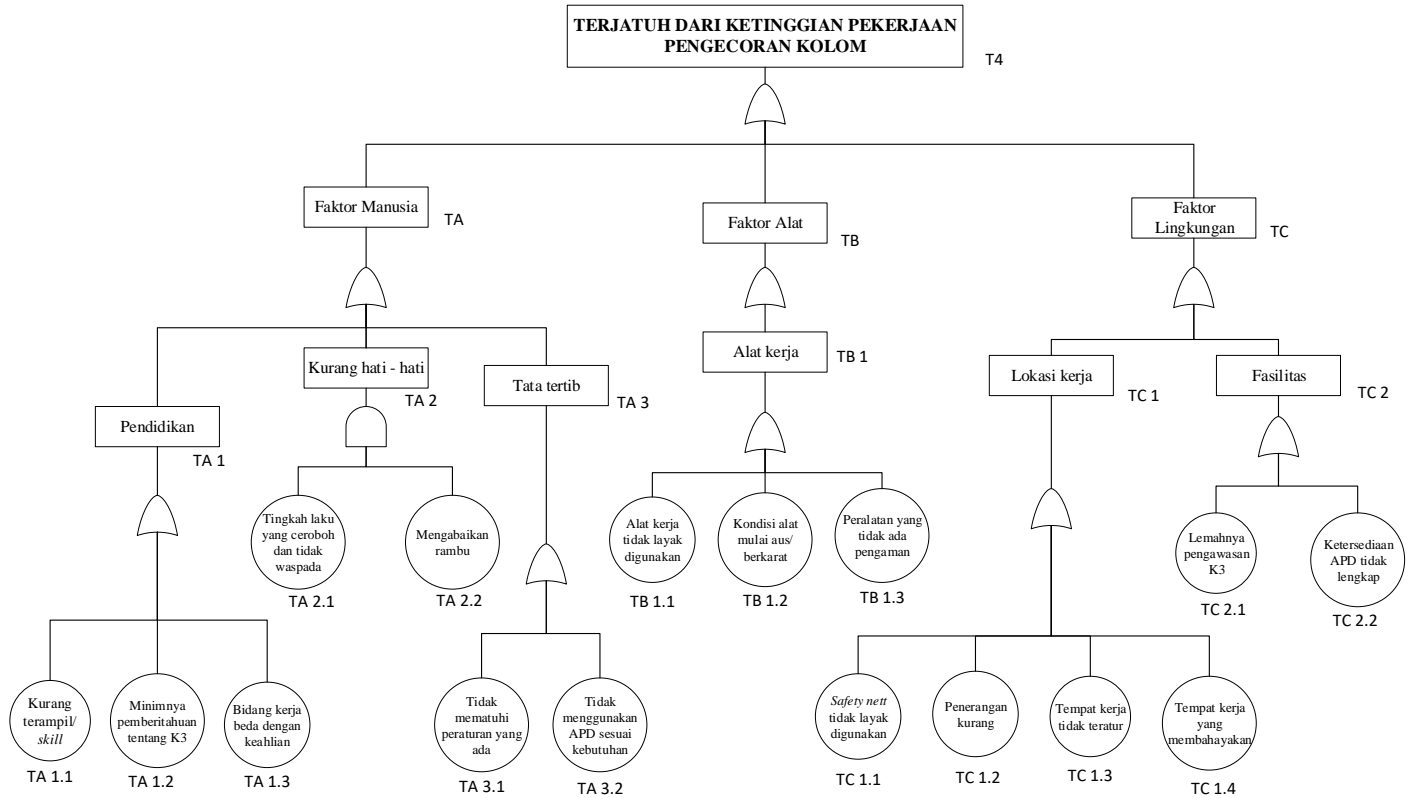 TERJATUH DARI KETINGGIAN PEKERJAAN
PENGECORAN KOLOM
T4
Faktor Manusia
TA
Faktor Alat
TB
Faktor
Lingkungan
TC
Pendidikan
TA 1
Kurang hati - hati
TA 2
Tata tertib
TA 3
Alat kerja
TB 1
Lokasi kerja
TC 1
Fasilitas
TC 2
Tingkah laku
yang ceroboh
dan tidak
waspada
TA 2.1
Mengabaikan
rambu
TA 2.2
Alat kerja
tidak layak
digunakan
TB 1.1
Kondisi alat
mulai aus/
berkarat
TB 1.2
Peralatan yang
tidak ada
pengaman
TB 1.3
Lemahnya
pengawasan
K3
TC 2.1
Ketersediaan
APD tidak
lengkap
TC 2.2
Kurang
terampil/
skill
TA 1.1
Minimnya
pemberitahuan
tentang K3
TA 1.2
Bidang kerja
beda dengan
keahlian
TA 1.3
Tidak
mematuhi
peraturan yang
ada
TA 3.1
Tidak
menggunakan
APD sesuai
kebutuhan
TA 3.2
Safety nett
tidak layak
digunakan
TC 1.1
Penerangan
kurang
TC 1.2
Tempat kerja
tidak teratur
TC 1.3
Tempat kerja
yang
membahayakan
TC 1.4